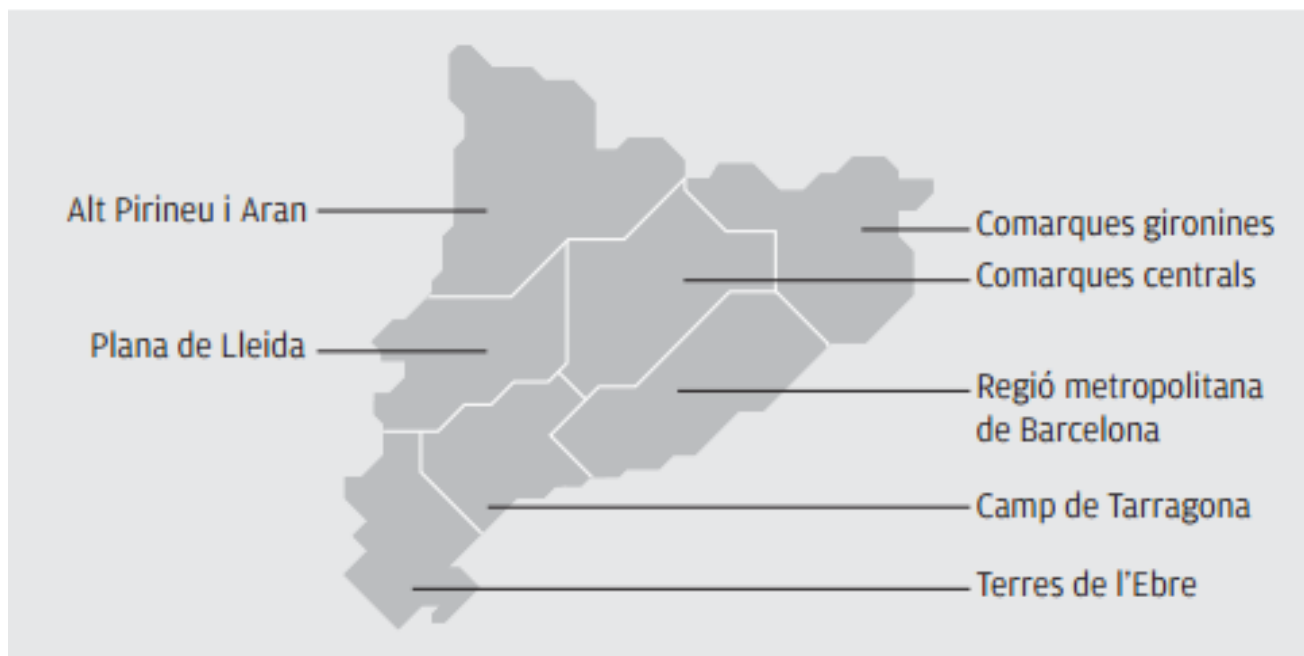 Alt Pirineu i Aran
Plana de Lleida
Comarques gironines
Comarques centrals
Regió metropolitana
de Barcelona
Camp de Tarragona
Terres de l'Ebre